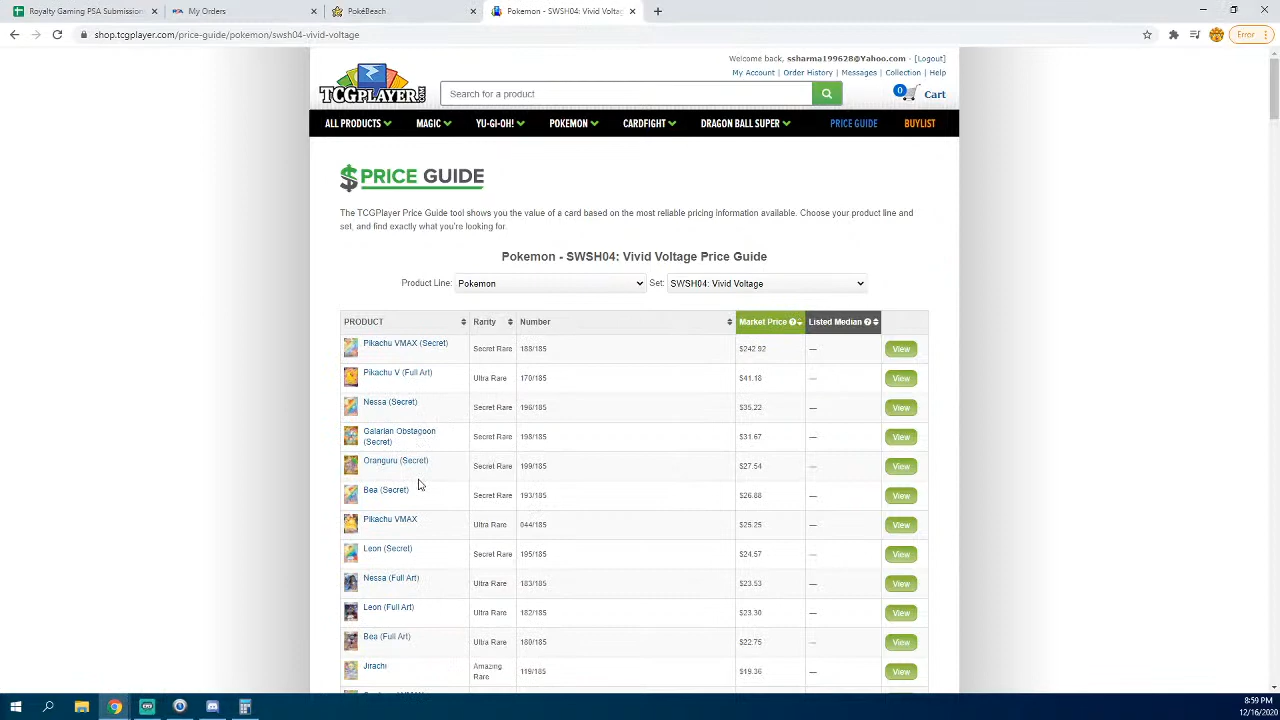 Royalty Gaming PSA Submission
My Orders
PokéBeach
Pokemon - SWSH04: Vivid Voltag
shop.tcgplayer.com/price-guide/pokemon/swsh04-vivid-voltage
Error
Welcome back, ssharma199628@Yahoo.com - [Logout]
My Account | Order History | Messages | Collection | Help
TCGPLAYER.COM
Search for a product
0 Cart
ALL PRODUCTS MAGIC YU-GI-OH! POKEMON CARDFIGHT DRAGON BALL SUPER PRICE GUIDE BUYLIST
$ PRICE GUIDE
The TCGPlayer Price Guide tool shows you the value of a card based on the most reliable pricing information available. Choose your product line and
set, and find exactly what you're looking for.
Pokemon - SWSH04: Vivid Voltage Price Guide
Product Line: Pokemon Set: SWSH04: Vivid Voltage
PRODUCT Rarity Number Market Price Listed Median
Pikachu VMAX (Secret) Secret Rare 188/185 $242.92 — View
Pikachu V (Full Art) Ultra Rare 170/185 $41.18 — View
Nessa (Secret) Secret Rare 196/185 $35.22 — View
Galarian Obstagoon
(Secret) Secret Rare 198/185 $31.67 — View
Oranguru (Secret) Secret Rare 199/185 $27.54 — View
Bea (Secret) Secret Rare 193/185 $26.88 — View
Pikachu VMAX Ultra Rare 044/185 $25.25 — View
Leon (Secret) Secret Rare 195/185 $24.57 — View
Nessa (Full Art) Ultra Rare 183/185 $23.53 — View
Leon (Full Art) Ultra Rare 182/185 $23.30 — View
Bea (Full Art) Ultra Rare 180/185 $22.75 — View
Jirachi Amazing
Rare 119/185 $19.36 — View
8:59 PM
12/16/2020